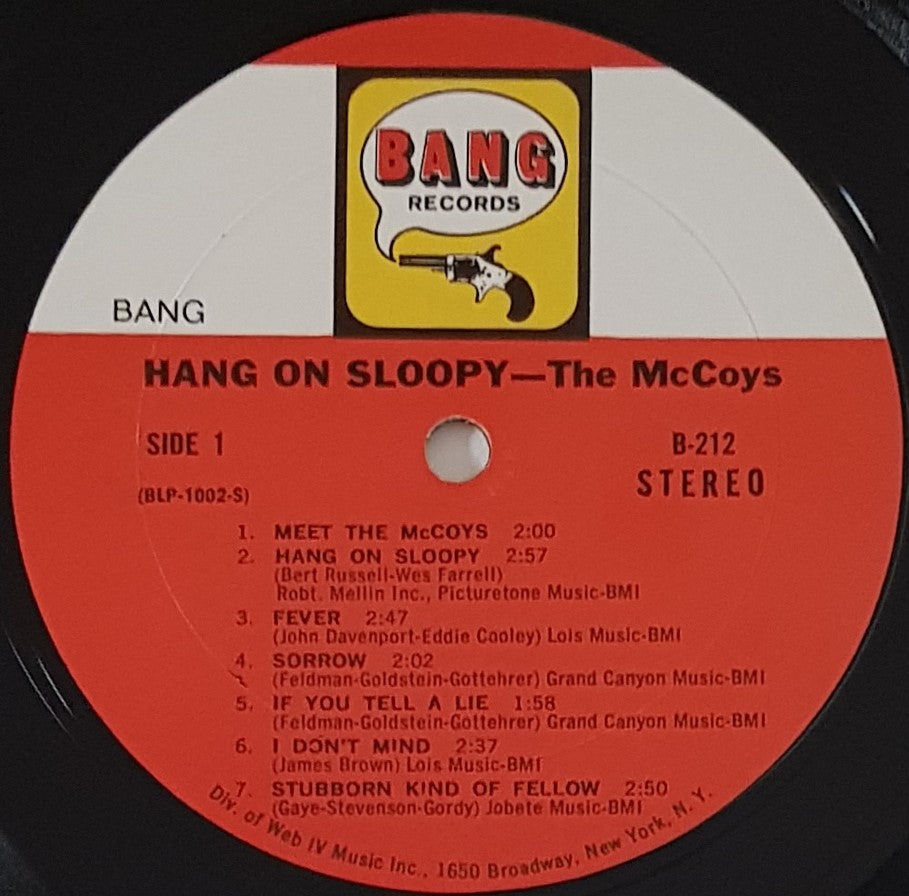 BANG
RECORDS
BANG
HANG ON SLOOPY—The McCoys
SIDE 1
B-212
STEREO
(BLP-1002-S)
1. MEET THE McCOYS 2:00
2. HANG ON SLOOPY 2:57
(Bert Russell-Wes Farrell)
Robt. Mellin Inc., Picturetone Music-BMI
3. FEVER 2:47
(John Davenport-Eddie Cooley) Lois Music-BMI
4. SORROW 2:02
(Feldman-Goldstein-Gottehrer) Grand Canyon Music-BMI
5. IF YOU TELL A LIE 1:58
(Feldman-Goldstein-Gottehrer) Grand Canyon Music-BMI
6. I DON'T MIND 2:37
(James Brown) Lois Music-BMI
7. STUBBORN KIND OF FELLOW 2:50
(Gaye-Stevenson-Gordy) Jobete Music-BMI
Div. of Web IV Music Inc., 1650 Broadway, New York, N.Y.